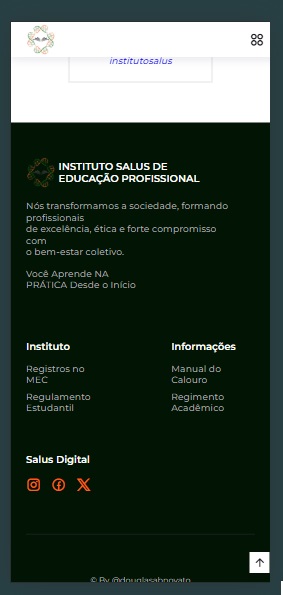 institutosalus
INSTITUTO SALUS DE
EDUCAÇÃO PROFISSIONAL
Nós transformamos a sociedade, formando
profissionais
de excelência, ética e forte compromisso
com
o bem-estar coletivo.
Você Aprende NA
PRÁTICA Desde o Início
Instituto
Registros no
MEC
Regulamento
Estudantil
Informações
Manual do
Calouro
Regimento
Acadêmico
Salus Digital
© By @douglasabnovato